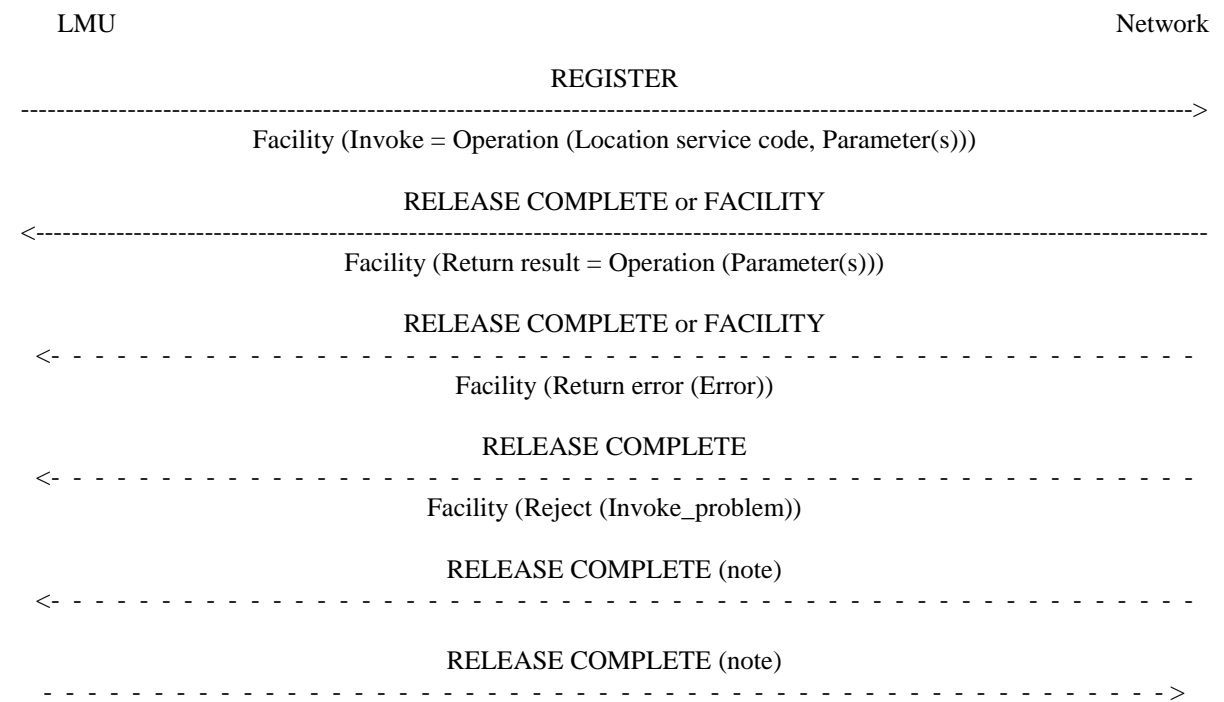 LMU Network
REGISTER
------------------------------------------------------------------------------------------------------------------------------------>
Facility (Invoke = Operation (Location service code, Parameter(s)))
RELEASE COMPLETE or FACILITY
<------------------------------------------------------------------------------------------------------------------------------------
Facility (Return result = Operation (Parameter(s)))
RELEASE COMPLETE or FACILITY
<- - - - - - - - - - - - - - - - - - - - - - - - - - - - - - - - - - - - - - - - - - - - - - - - - -
Facility (Return error (Error))
RELEASE COMPLETE
<- - - - - - - - - - - - - - - - - - - - - - - - - - - - - - - - - - - - - - - - - - - - - - - - - -
Facility (Reject (Invoke_problem))
RELEASE COMPLETE (note)
<- - - - - - - - - - - - - - - - - - - - - - - - - - - - - - - - - - - - - - - - - - - - - - - - - -
RELEASE COMPLETE (note)
- - - - - - - - - - - - - - - - - - - - - - - - - - - - - - - - - - - - - - - - - - - - - - - - - ->